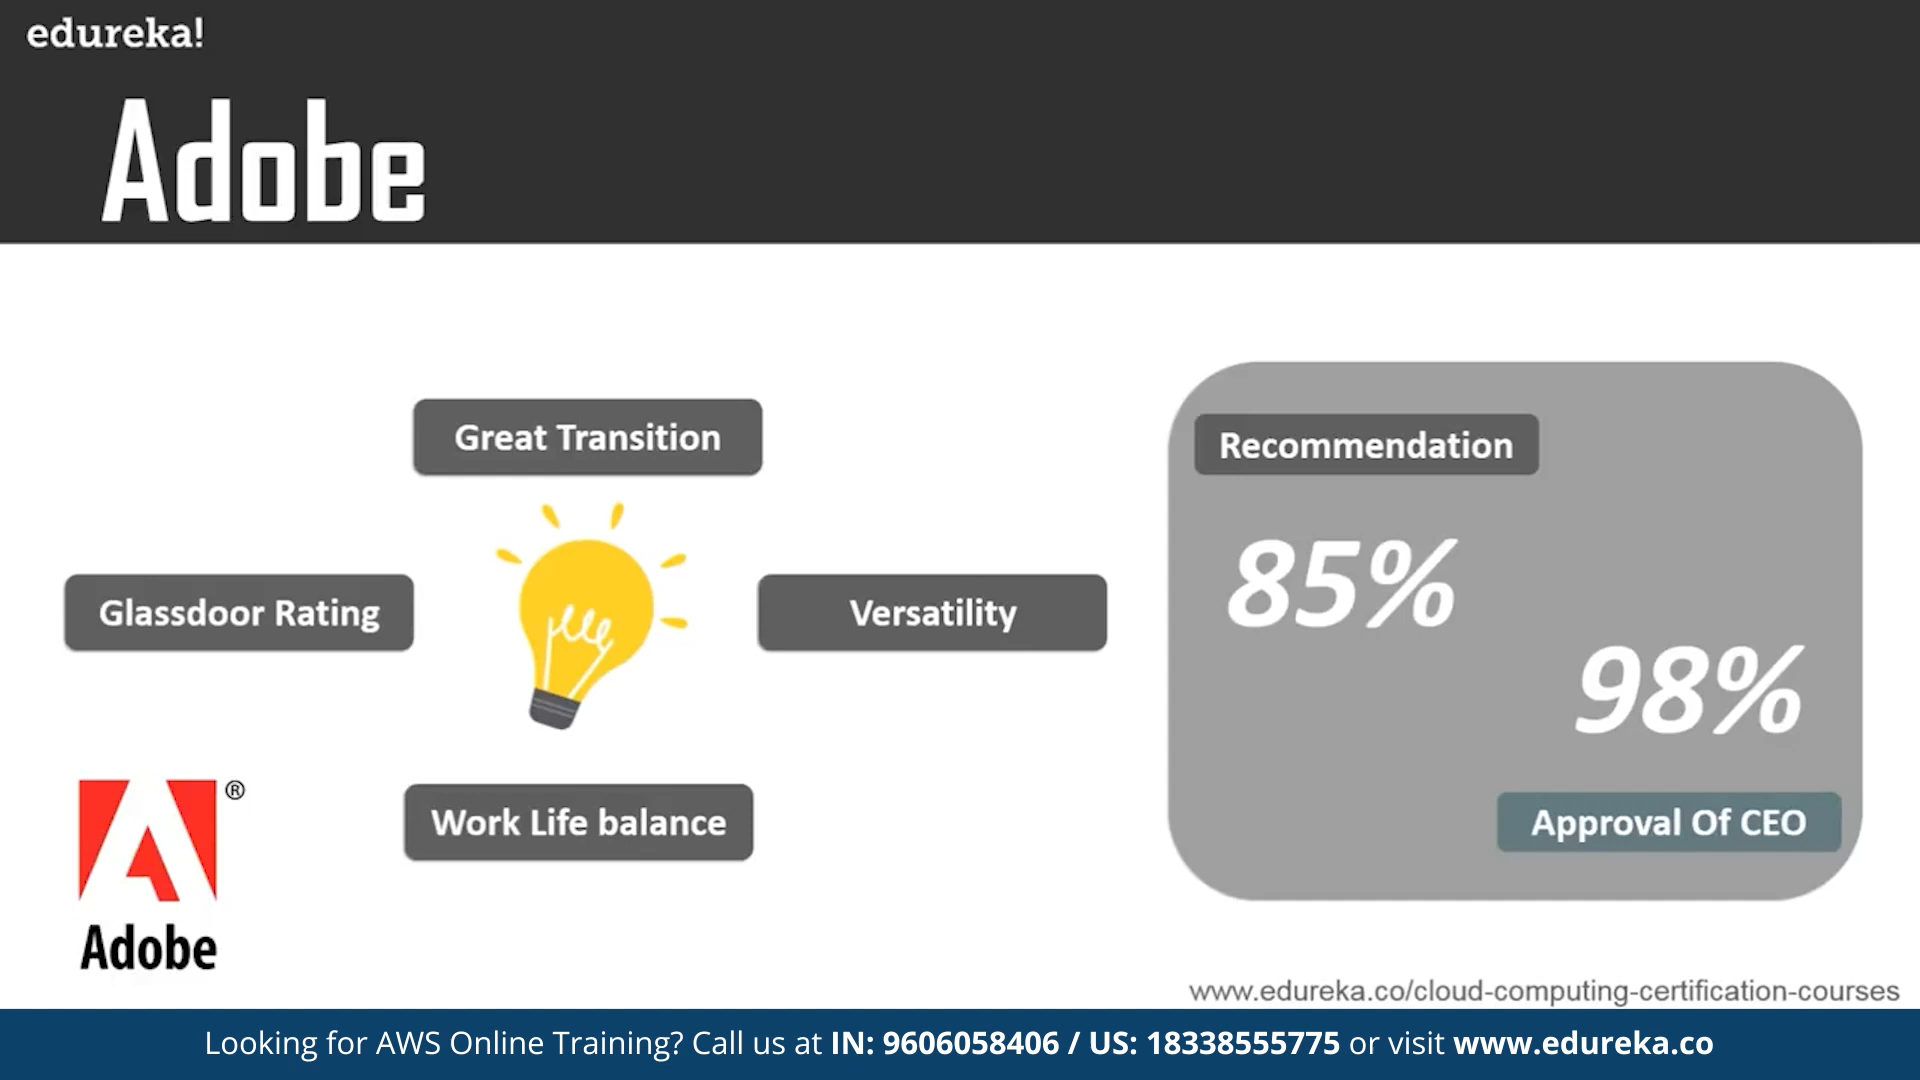 edureka!
Adobe
Great Transition
Glassdoor Rating
Versatility
Work Life balance
Recommendation
85%
98%
Approval Of CEO
®
Adobe
www.edureka.co/cloud-computing-certification-courses
Looking for AWS Online Training? Call us at IN: 9606058406 / US: 18338555775 or visit www.edureka.co